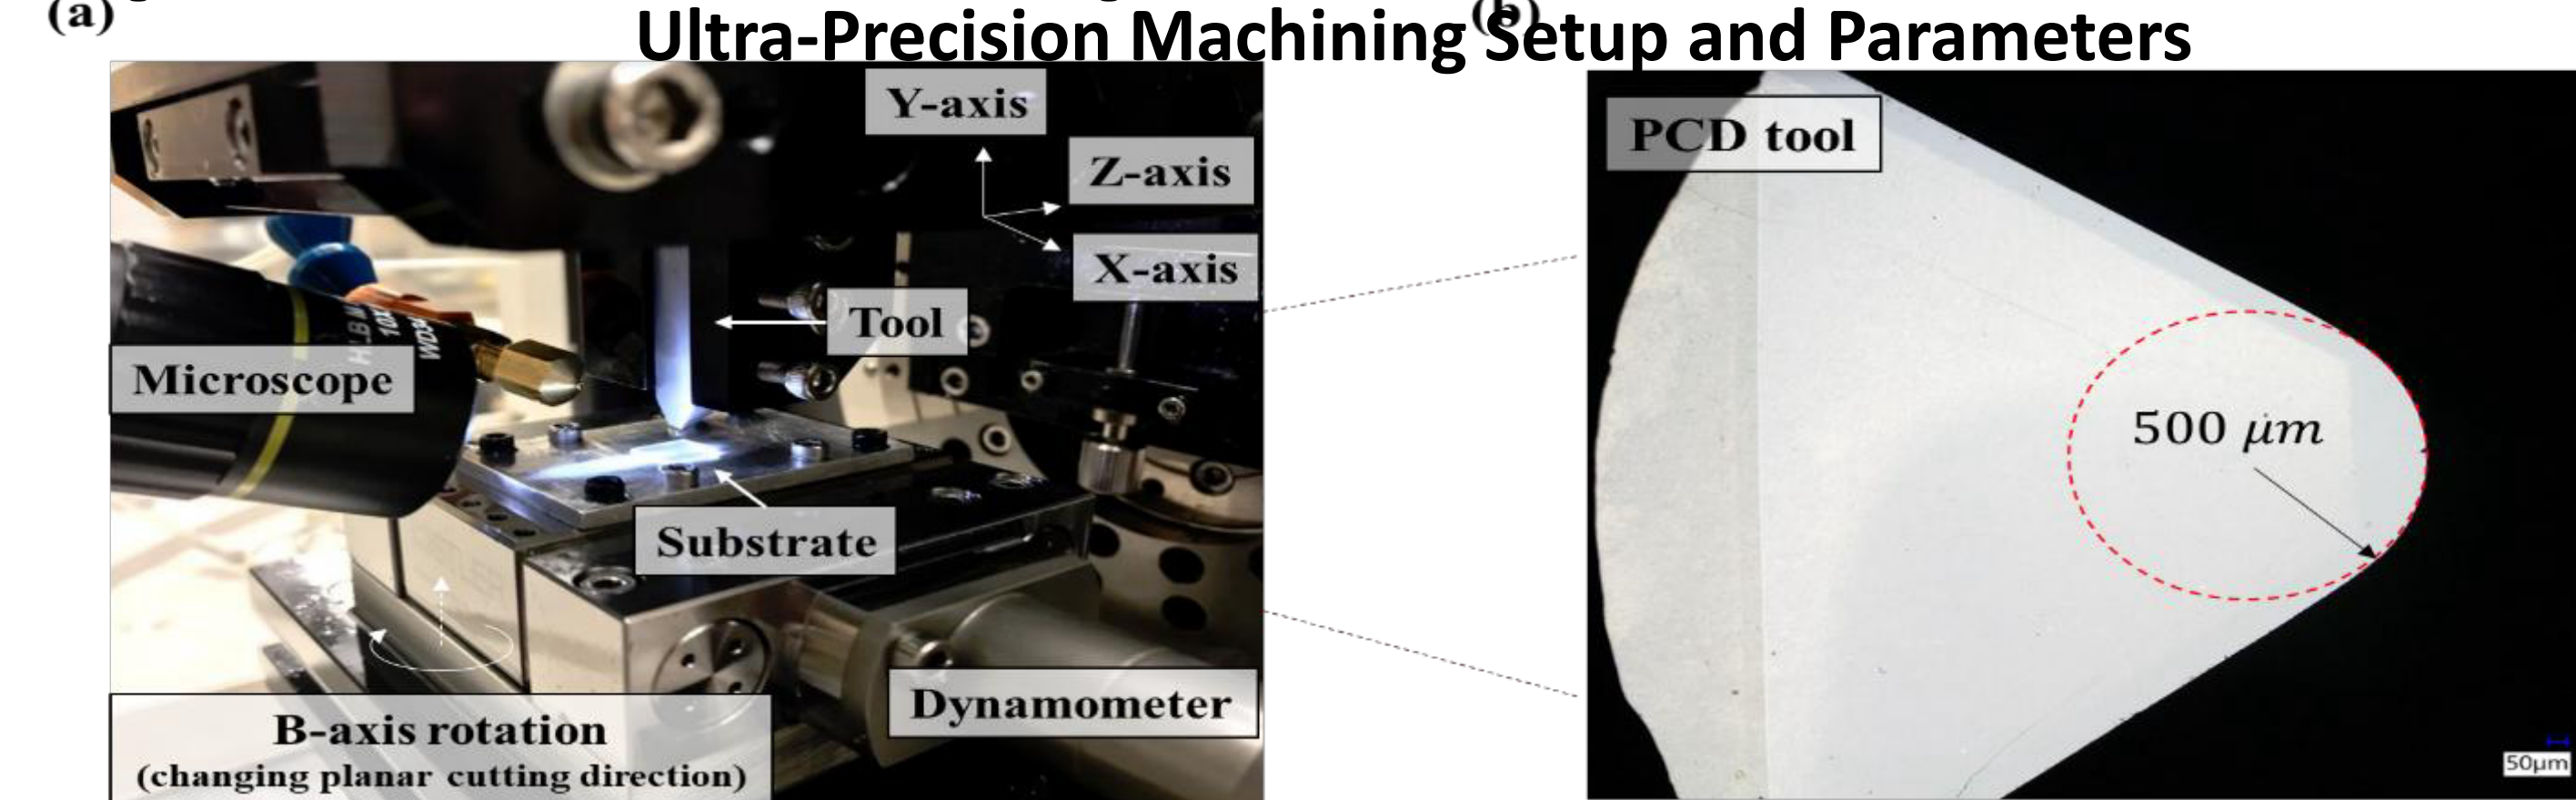 (a)
(b)
Ultra-Precision Machining Setup and Parameters
Y-axis
Z-axis
X-axis
PCD tool
Tool
Microscope
10X
500 μm
Substrate
Dynamometer
B-axis rotation
(changing planar cutting direction)
50μm